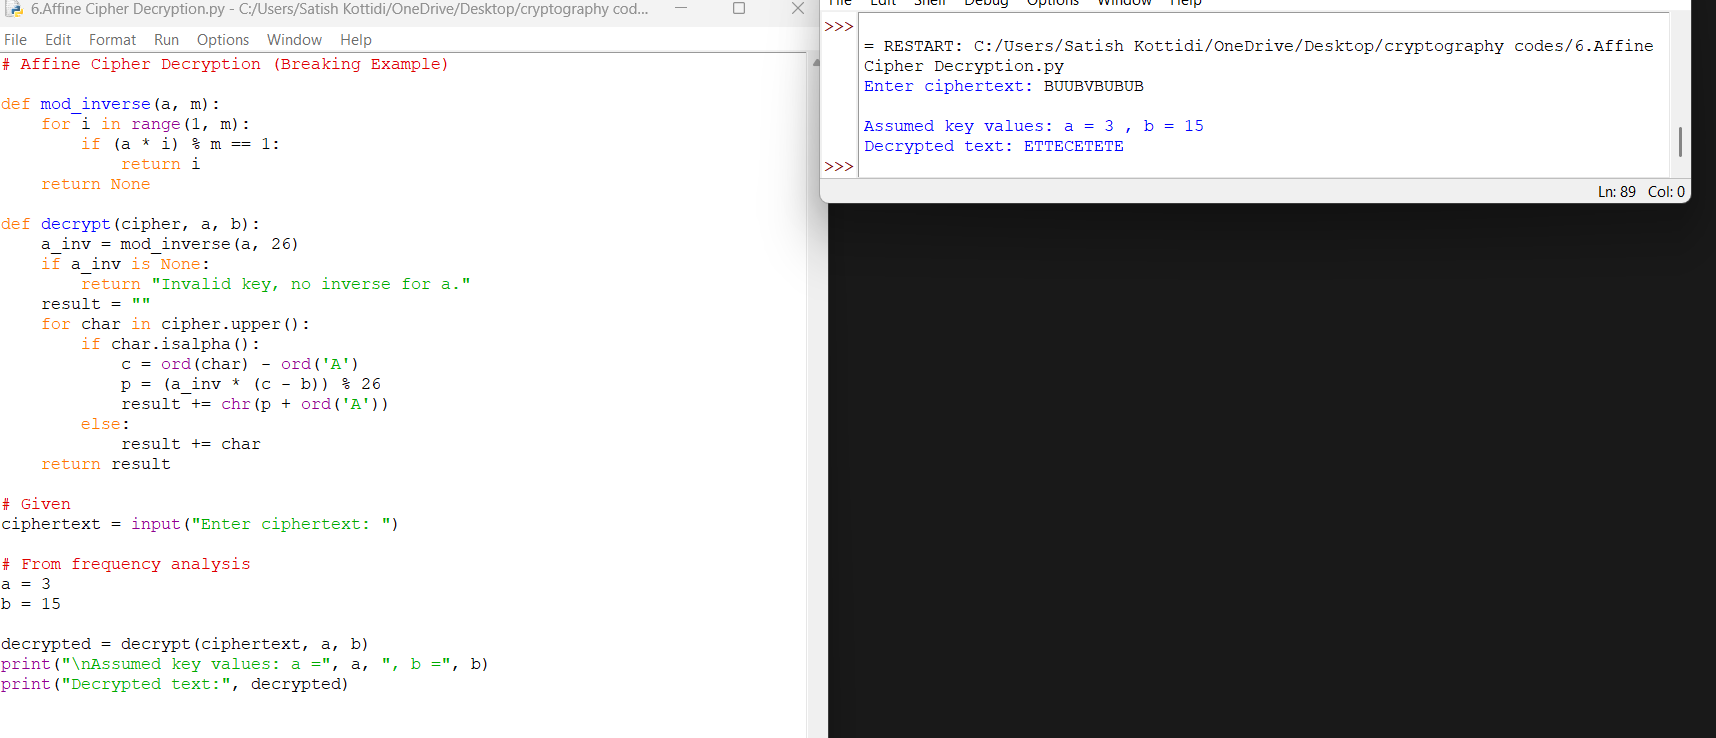 6.Affine Cipher Decryption.py - C:/Users/Satish Kottidi/OneDrive/Desktop/cryptography cod...
File Edit Format Run Options Window Help
# Affine Cipher Decryption (Breaking Example)
def mod_inverse(a, m):
    for i in range(1, m):
        if (a * i) % m == 1:
            return i
    return None
def decrypt(cipher, a, b):
    a_inv = mod_inverse(a, 26)
    if a_inv is None:
        return "Invalid key, no inverse for a."
    result = ""
    for char in cipher.upper():
        if char.isalpha():
            c = ord(char) - ord('A')
            p = (a_inv * (c - b)) % 26
            result += chr(p + ord('A'))
        else:
            result += char
    return result
# Given
ciphertext = input("Enter ciphertext: ")
# From frequency analysis
a = 3
b = 15
decrypted = decrypt(ciphertext, a, b)
print("\nAssumed key values: a =", a, ", b =", b)
print("Decrypted text:", decrypted)
File Edit Shell Debug Options Window Help
>>>
= RESTART: C:/Users/Satish Kottidi/OneDrive/Desktop/cryptography codes/6.Affine
Cipher Decryption.py
Enter ciphertext: BUUBVBUBUB
Assumed key values: a = 3 , b = 15
Decrypted text: ETTECETETE
>>>
Ln: 89 Col: 0